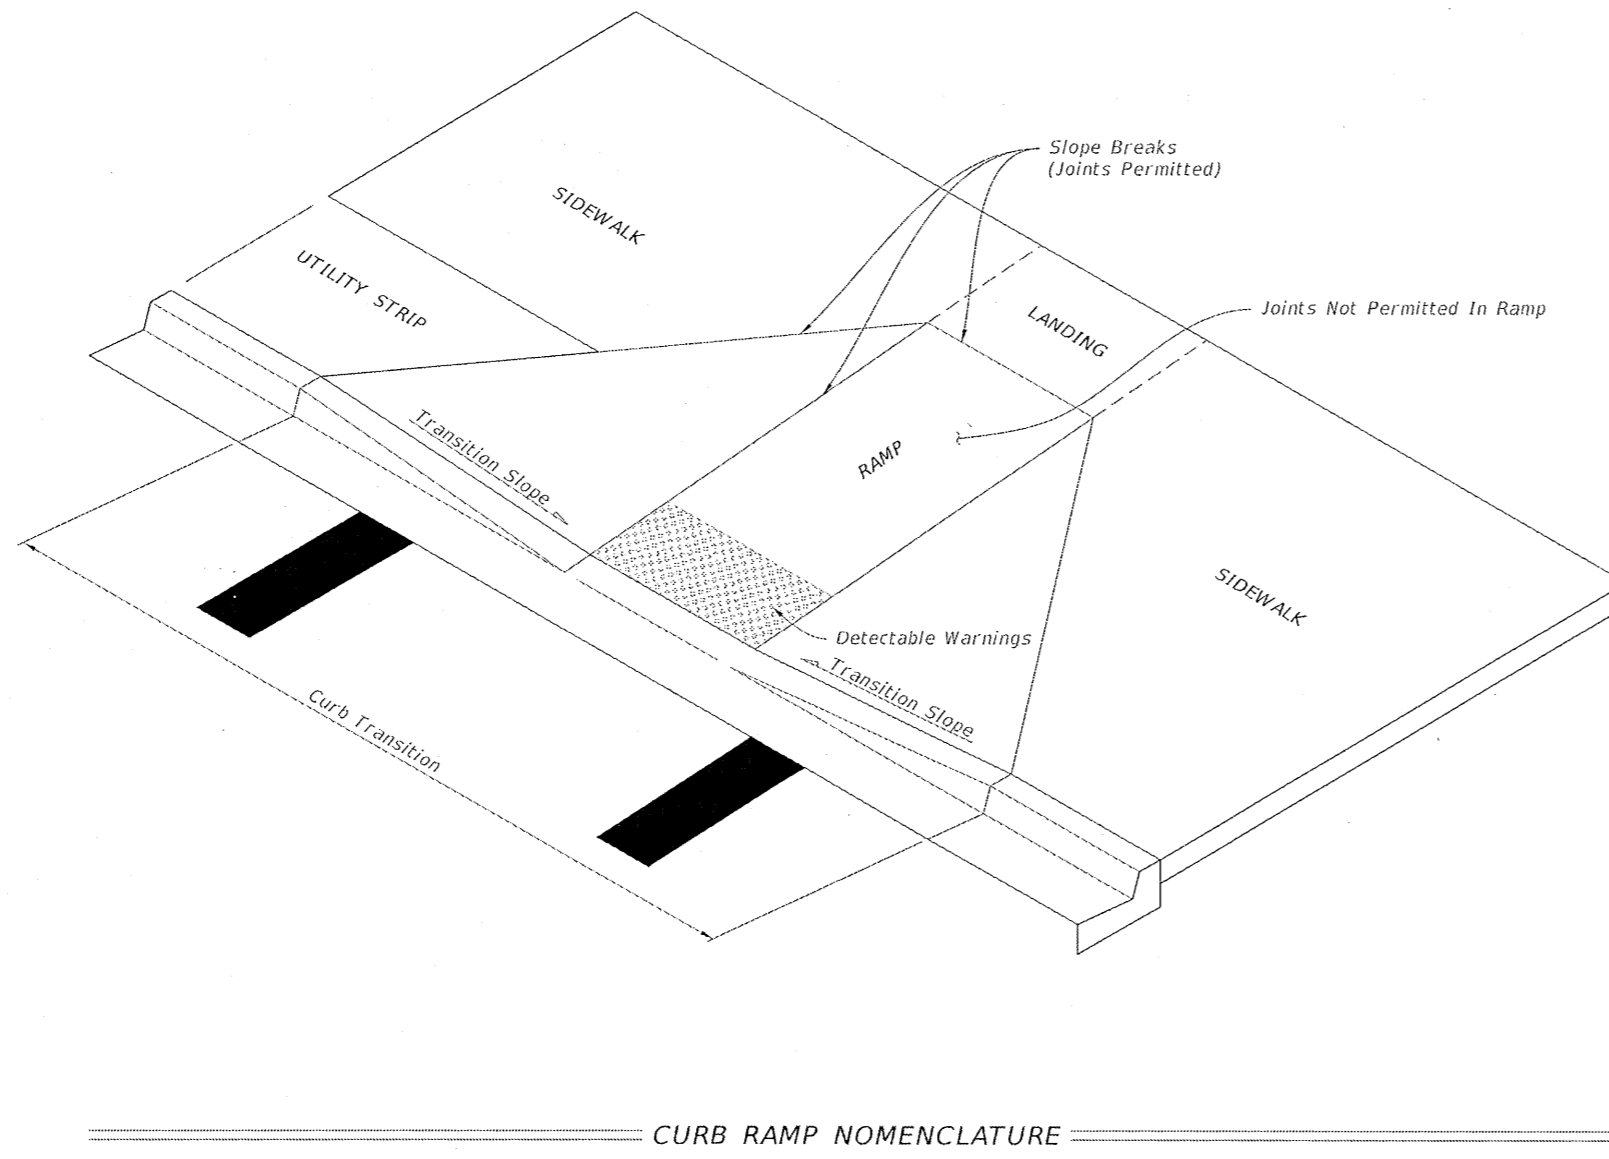 Slope Breaks
(Joints Permitted)
SIDEWALK
UTILITY STRIP
LANDING
Joints Not Permitted In Ramp
Transition Slope
RAMP
SIDEWALK
Detectable Warnings
Transition Slope
Curb Transition
CURB RAMP NOMENCLATURE